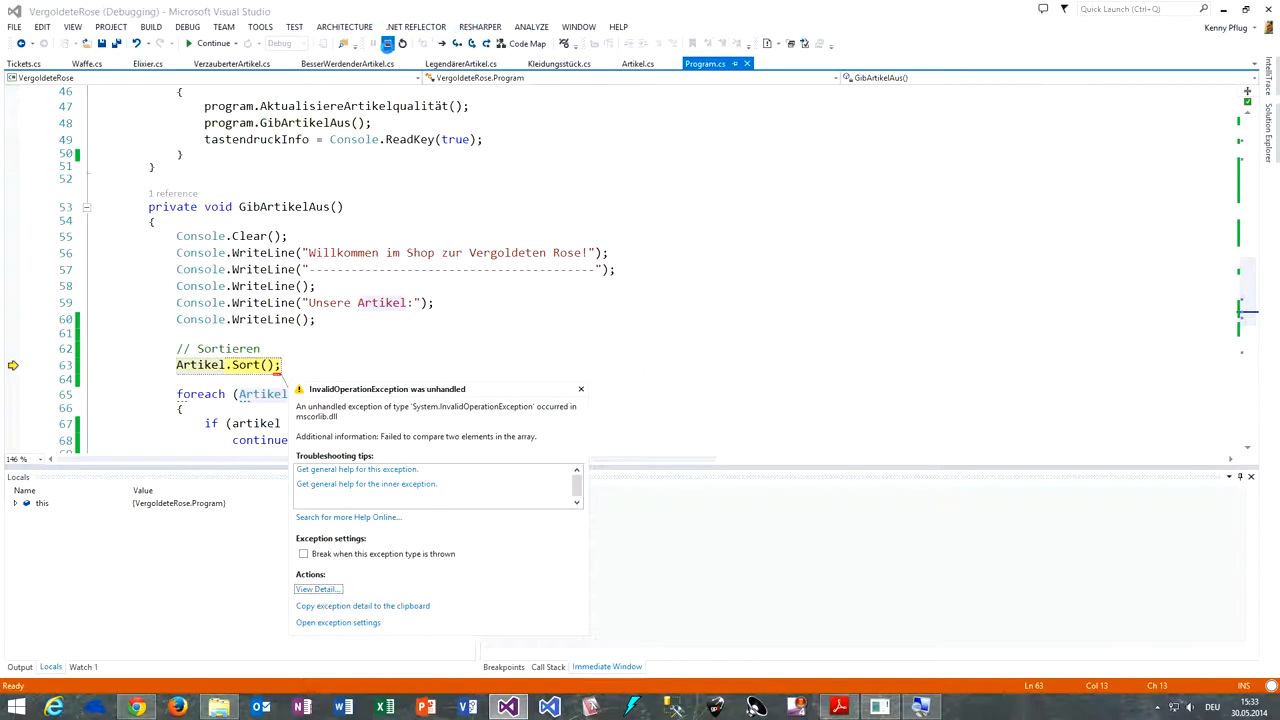 VergoldeteRose (Debugging) - Microsoft Visual Studio
Quick Launch (Ctrl+Q)
FILE EDIT VIEW PROJECT BUILD DEBUG TEAM TOOLS TEST ARCHITECTURE .NET REFLECTOR RESHARPER ANALYZE WINDOW HELP
Kenny Pflug
Continue Debug Code Map
Tickets.cs Waffe.cs Elixier.cs VerzauberterArtikel.cs BesserWerdenderArtikel.cs LegendärerArtikel.cs Kleidungsstück.cs Artikel.cs Program.cs
VergoldeteRose VergoldeteRose.Program GibArtikelAus()
IntelliTrace
Solution Explorer
46 {
47 program.AktualisiereArtikelqualität();
48 program.GibArtikelAus();
49 tastendruckInfo = Console.ReadKey(true);
50 }
51 }
52
1 reference
53 private void GibArtikelAus()
54 {
55 Console.Clear();
56 Console.WriteLine("Willkommen im Shop zur Vergoldeten Rose!");
57 Console.WriteLine("-----------------------------------------");
58 Console.WriteLine();
59 Console.WriteLine("Unsere Artikel:");
60 Console.WriteLine();
61
62 // Sortieren
63 Artikel.Sort();
64
65 foreach (Artikel
66 {
67 if (artikel
68 continue
InvalidOperationException was unhandled
An unhandled exception of type 'System.InvalidOperationException' occurred in
mscorlib.dll
Additional information: Failed to compare two elements in the array.
Troubleshooting tips:
Get general help for this exception.
Get general help for the inner exception.
Search for more Help Online...
Exception settings:
Break when this exception type is thrown
Actions:
View Detail...
Copy exception detail to the clipboard
Open exception settings
146 %
Locals
Name Value
this {VergoldeteRose.Program}
Output Locals Watch 1
Breakpoints Call Stack Immediate Window
Ready Ln 63 Col 13 Ch 13 INS
DEU
15:33
30.05.2014